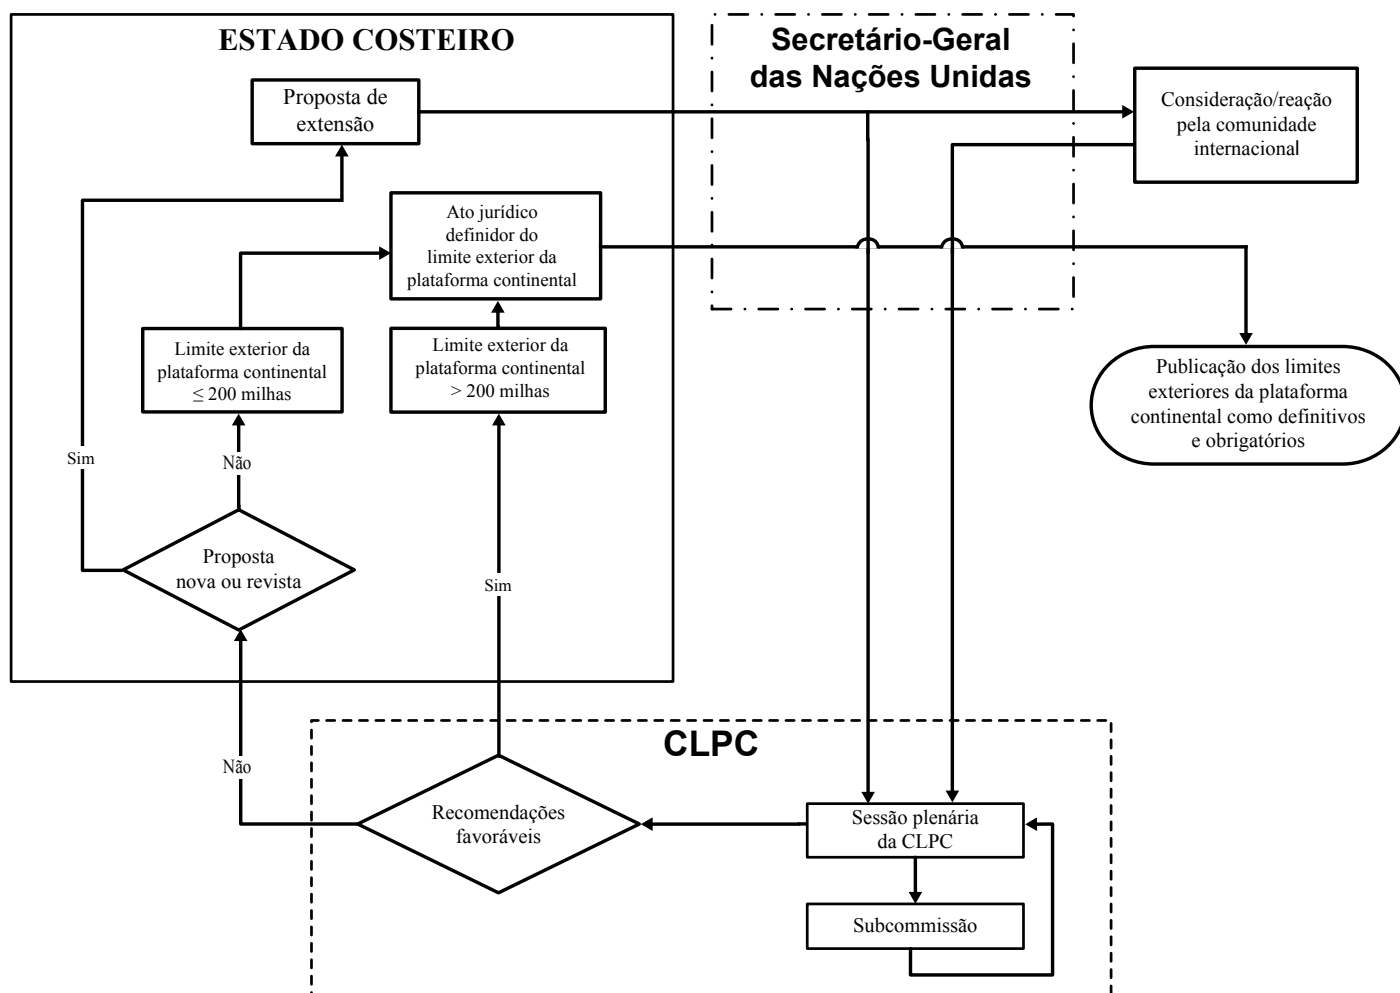 ESTADO COSTEIRO
Secretário-Geral
das Nações Unidas
Proposta de
extensão
Consideração/reação
pela comunidade
internacional
Ato jurídico
definidor do
limite exterior da
plataforma continental
Limite exterior da
plataforma continental
≤ 200 milhas
Limite exterior da
plataforma continental
> 200 milhas
Publicação dos limites
exteriores da plataforma
continental como definitivos
e obrigatórios
Sim
Não
Proposta
nova ou revista
Sim
CLPC
Não
Recomendações
favoráveis
Sessão plenária
da CLPC
Subcommissão